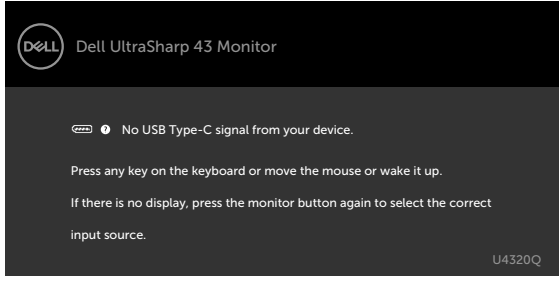 DELL Dell UltraSharp 43 Monitor
? No USB Type-C signal from your device.
Press any key on the keyboard or move the mouse or wake it up.
If there is no display, press the monitor button again to select the correct
input source.
U4320Q